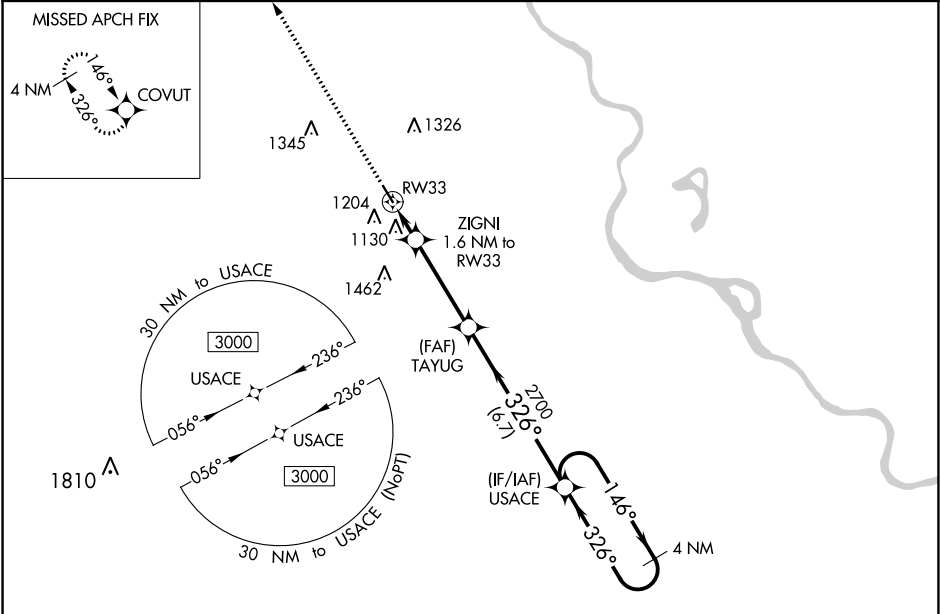 MISSED APCH FIX
4 NM
146°
326°
COVUT
1345
1326
RW33
1204
1130
ZIGNI
1.6 NM to
RW33
1462
(FAF)
TAYUG
30 NM to USACE
3000
USACE
236°
056°
236°
USACE
056°
3000
30 NM to USACE (NoPT)
1810
2700
326°
(6.7)
(IF/IAF)
USACE
146°
326°
4 NM